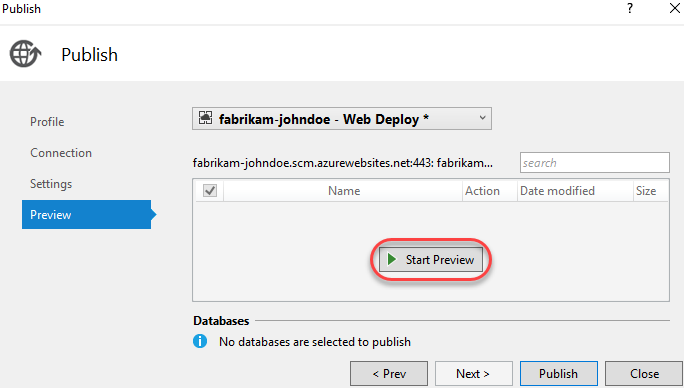 Publish
? 
Publish
Profile
Connection
Settings
Preview
fabrikam-johndoe - Web Deploy *
fabrikam-johndoe.scm.azurewebsites.net:443: fabrikam...
search
Name Action Date modified Size
Start Preview
Databases
No databases are selected to publish
< Prev Next > Publish Close